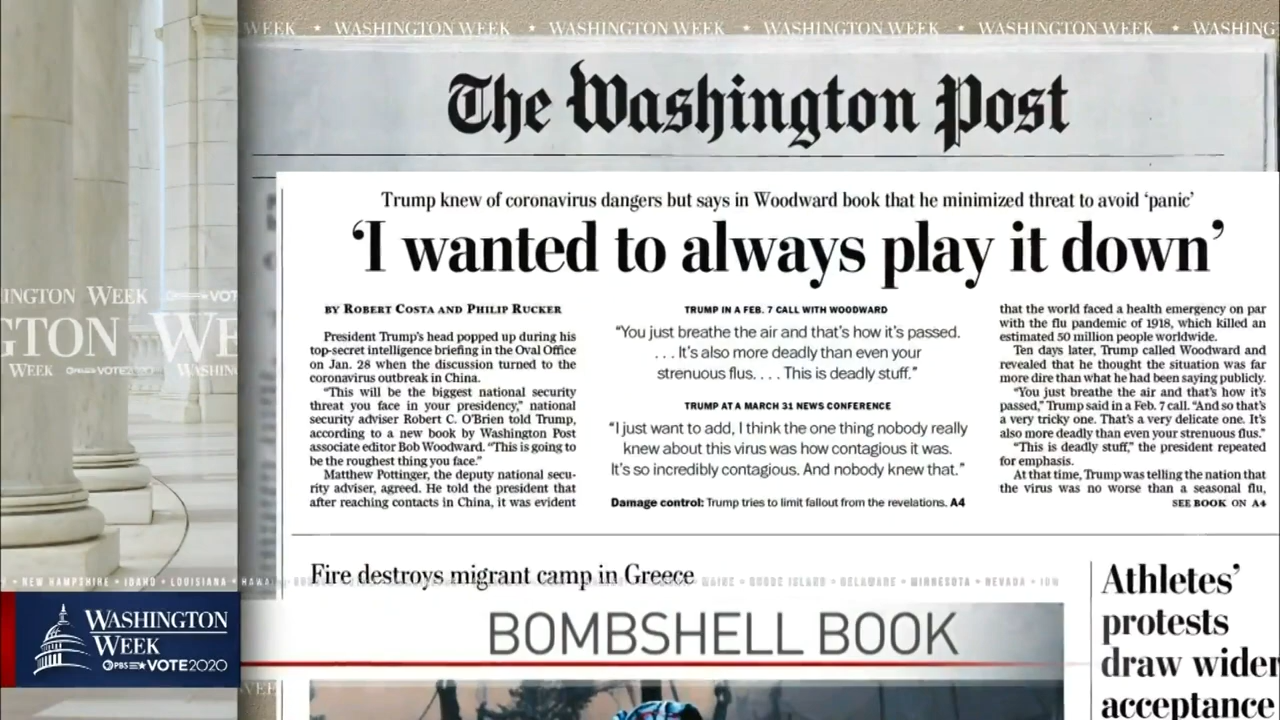 WEEK ★ WASHINGTON WEEK ★ WASHINGTON WEEK ★ WASHINGTON WEEK ★ WASHING
The Washington Post
Trump knew of coronavirus dangers but says in Woodward book that he minimized threat to avoid ‘panic’
‘I wanted to always play it down’
BY ROBERT COSTA AND PHILIP RUCKER
President Trump’s head popped up during his
top-secret intelligence briefing in the Oval Office
on Jan. 28 when the discussion turned to the
coronavirus outbreak in China.
“This will be the biggest national security
threat you face in your presidency,” national
security adviser Robert C. O’Brien told Trump,
according to a new book by Washington Post
associate editor Bob Woodward. “This is going to
be the roughest thing you face.”
Matthew Pottinger, the deputy national secu-
rity adviser, agreed. He told the president that
after reaching contacts in China, it was evident
TRUMP IN A FEB. 7 CALL WITH WOODWARD
“You just breathe the air and that’s how it’s passed.
. . . It’s also more deadly than even your
strenuous flus. . . . This is deadly stuff.”
TRUMP AT A MARCH 31 NEWS CONFERENCE
“I just want to add, I think the one thing nobody really
knew about this virus was how contagious it was.
It’s so incredibly contagious. And nobody knew that.”
Damage control: Trump tries to limit fallout from the revelations. A4
that the world faced a health emergency on par
with the flu pandemic of 1918, which killed an
estimated 50 million people worldwide.
Ten days later, Trump called Woodward and
revealed that he thought the situation was far
more dire than what he had been saying publicly.
“You just breathe the air and that’s how it’s
passed,” Trump said in a Feb. 7 call. “And so that’s
a very tricky one. That’s a very delicate one. It’s
also more deadly than even your strenuous flus.”
“This is deadly stuff,” the president repeated
for emphasis.
At that time, Trump was telling the nation that
the virus was no worse than a seasonal flu,
SEE BOOK ON A4
INGTON WEEK VOT
GTON WE
WEEK PBS VOTE2020 WASHIN
NEW HAMPSHIRE • IDAHO • LOUISIANA • HAWAI
MAINE • RHODE ISLAND • DELAWARE • MINNESOTA • NEVADA • IOW
Fire destroys migrant camp in Greece
Athletes’
protests
draw wider
acceptance
BOMBSHELL BOOK
WASHINGTON
WEEK
PBS VOTE2020
WEE